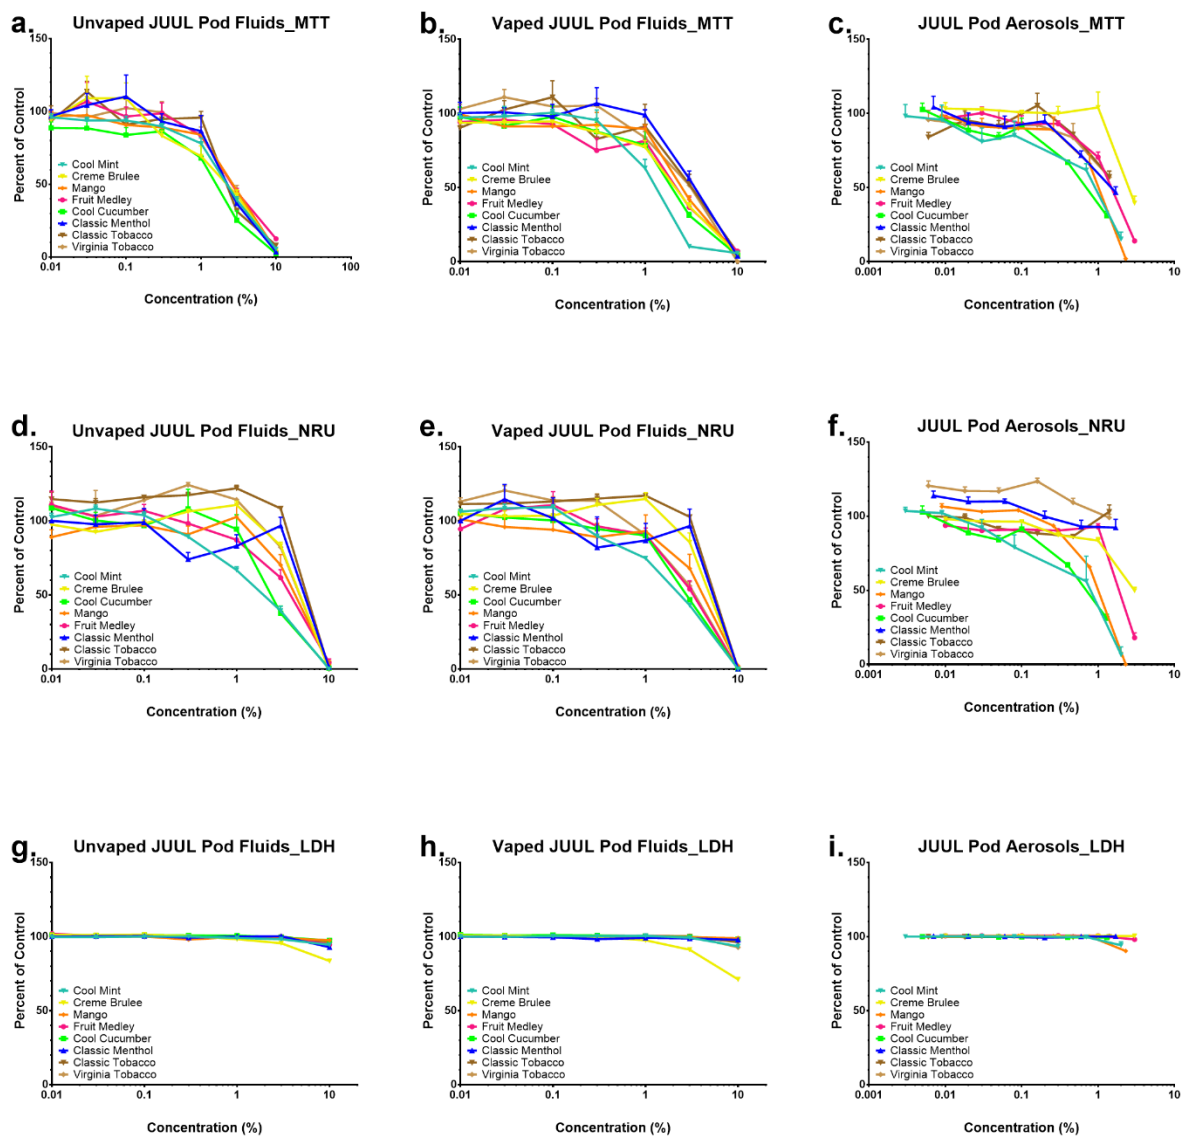 a.
Unvaped JUUL Pod Fluids_MTT
Percent of Control
150
100
50
0
Cool Mint
Creme Brulee
Mango
Fruit Medley
Cool Cucumber
Classic Menthol
Classic Tobacco
Virginia Tobacco
0.01
0.1
1
10
100
Concentration (%)
b.
Vaped JUUL Pod Fluids_MTT
Percent of Control
150
100
50
0
Cool Mint
Creme Brulee
Mango
Fruit Medley
Cool Cucumber
Classic Menthol
Classic Tobacco
Virginia Tobacco
0.01
0.1
1
10
Concentration (%)
c.
JUUL Pod Aerosols_MTT
Percent of Control
150
100
50
0
Cool Mint
Creme Brulee
Mango
Fruit Medley
Cool Cucumber
Classic Menthol
Classic Tobacco
Virginia Tobacco
0.001
0.01
0.1
1
10
Concentration (%)
d.
Unvaped JUUL Pod Fluids_NRU
Percent of Control
150
100
50
0
Cool Mint
Creme Brulee
Cool Cucumber
Mango
Fruit Medley
Classic Menthol
Classic Tobacco
Virginia Tobacco
0.01
0.1
1
10
Concentration (%)
e.
Vaped JUUL Pod Fluids_NRU
Percent of Control
150
100
50
0
Cool Mint
Creme Brulee
Cool Cucumber
Mango
Fruit Medley
Classic Menthol
Classic Tobacco
Virginia Tobacco
0.01
0.1
1
10
Concentration (%)
f.
JUUL Pod Aerosols_NRU
Percent of Control
150
100
50
0
Cool Mint
Creme Brulee
Mango
Fruit Medley
Cool Cucumber
Classic Menthol
Classic Tobacco
Virginia Tobacco
0.001
0.01
0.1
1
10
Concentration (%)
g.
Unvaped JUUL Pod Fluids_LDH
Percent of Control
150
100
50
0
Cool Mint
Creme Brulee
Mango
Fruit Medley
Cool Cucumber
Classic Menthol
Classic Tobacco
Virginia Tobacco
0.01
0.1
1
10
Concentration (%)
h.
Vaped JUUL Pod Fluids_LDH
Percent of Control
150
100
50
0
Cool Mint
Creme Brulee
Mango
Fruit Medley
Cool Cucumber
Classic Menthol
Classic Tobacco
Virginia Tobacco
0.01
0.1
1
10
Concentration (%)
i.
JUUL Pod Aerosols_LDH
Percent of Control
150
100
50
0
Cool Mint
Creme Brulee
Mango
Fruit Medley
Cool Cucumber
Classic Menthol
Classic Tobacco
Virginia Tobacco
0.001
0.01
0.1
1
10
Concentration (%)